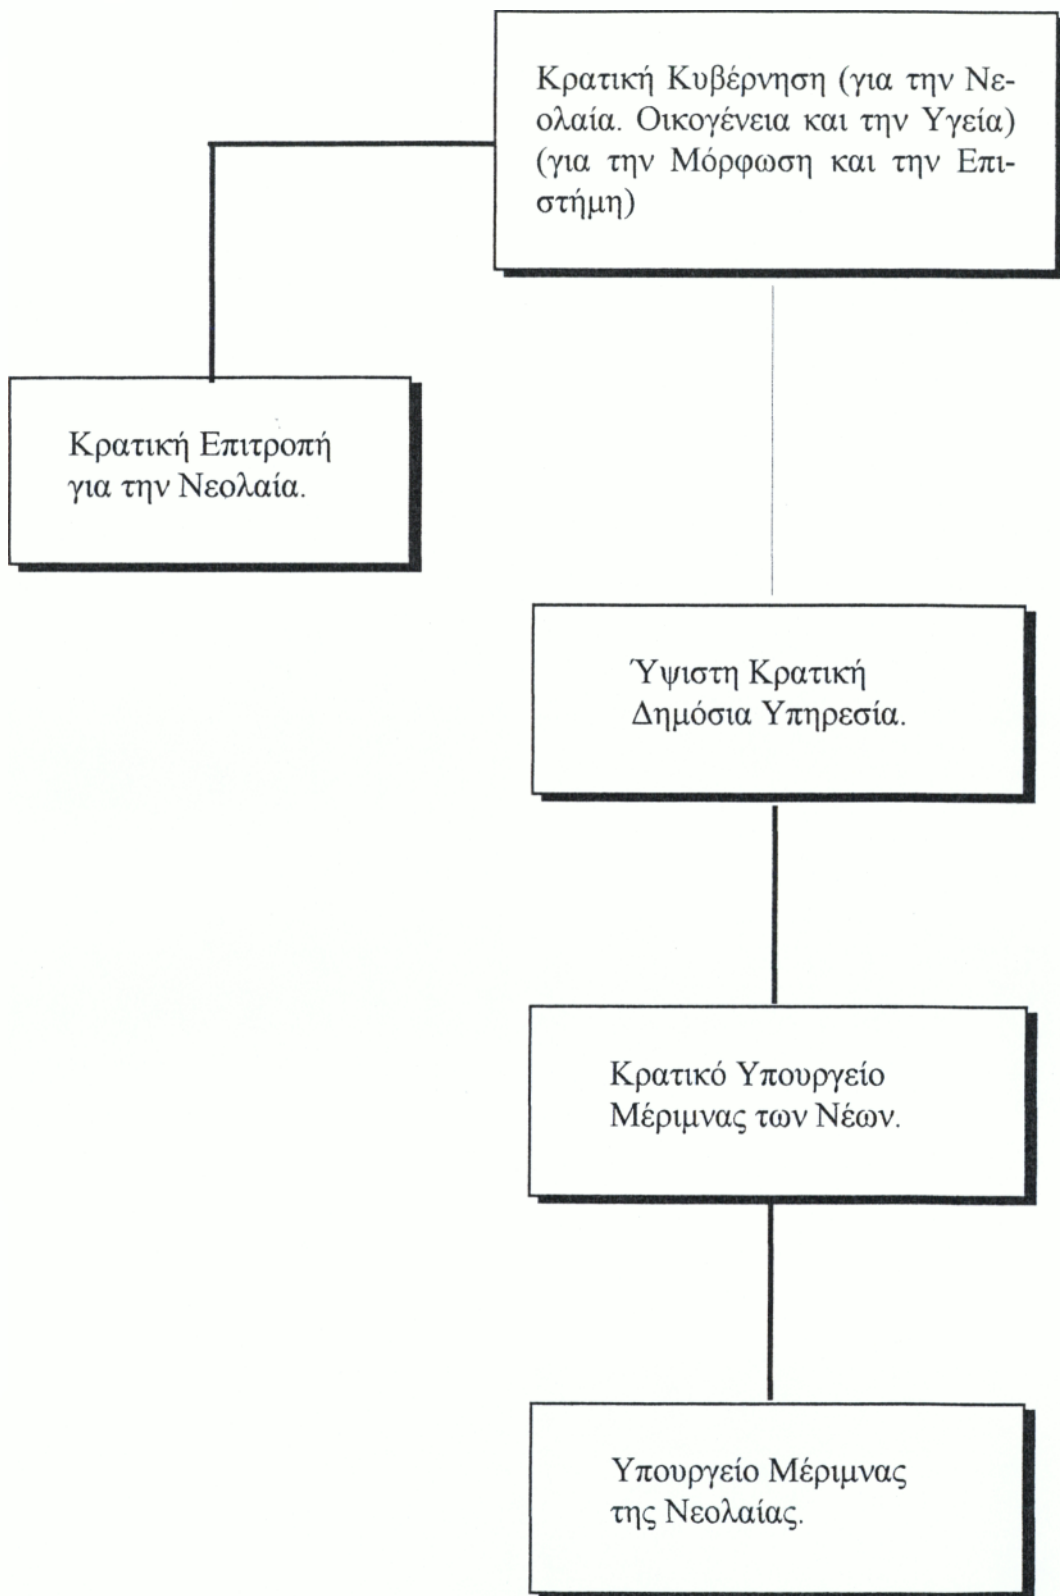 Κρατική Κυβέρνηση (για την Νε-
ολαία. Οικογένεια και την Υγεία)
(για την Μόρφωση και την Επι-
στήμη)
Κρατική Επιτροπή
για την Νεολαία.
Ύψιστη Κρατική
Δημόσια Υπηρεσία.
Κρατικό Υπουργείο
Μέριμνας των Νέων.
Υπουργείο Μέριμνας
της Νεολαίας.